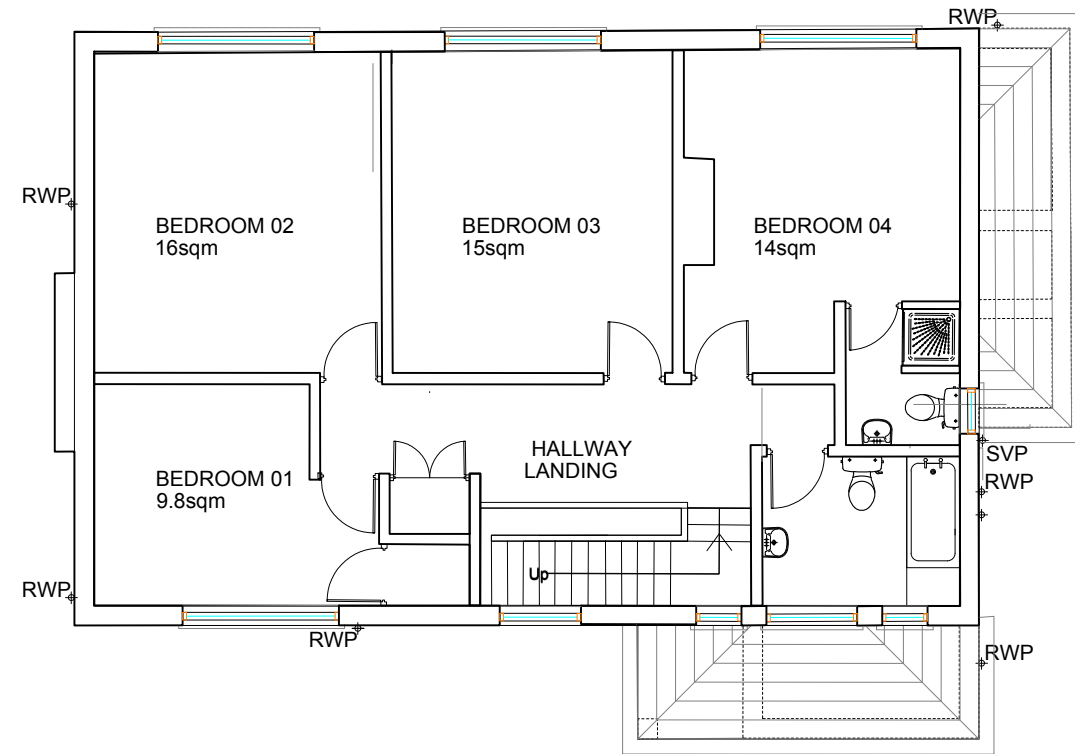 RWP
RWP
BEDROOM 02
16sqm
BEDROOM 03
15sqm
BEDROOM 04
14sqm
HALLWAY
LANDING
SVP
BEDROOM 01
9.8sqm
RWP
Up
RWP
RWP
RWP